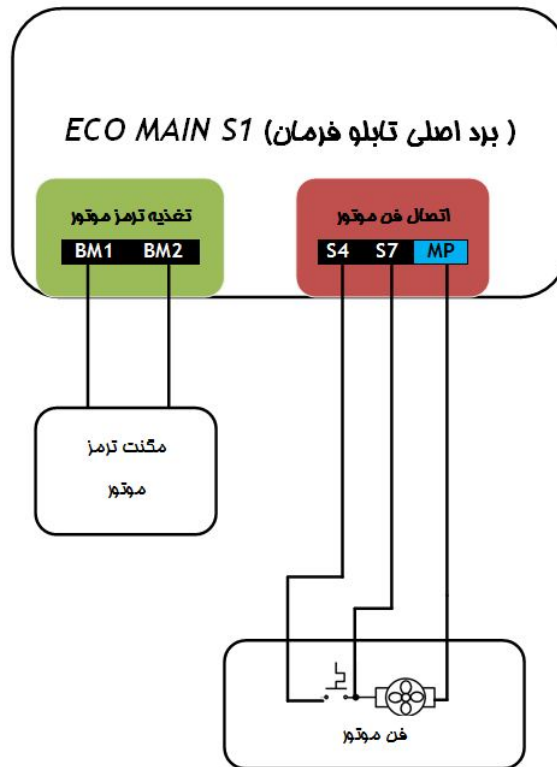 ECO MAIN S1 (برد اصلی تابلو فرمان )
تغذیه ترمز موتور
BM1 BM2
اتصال فن موتور
S4 S7 MP
مگنت ترمز
موتور
فن موتور